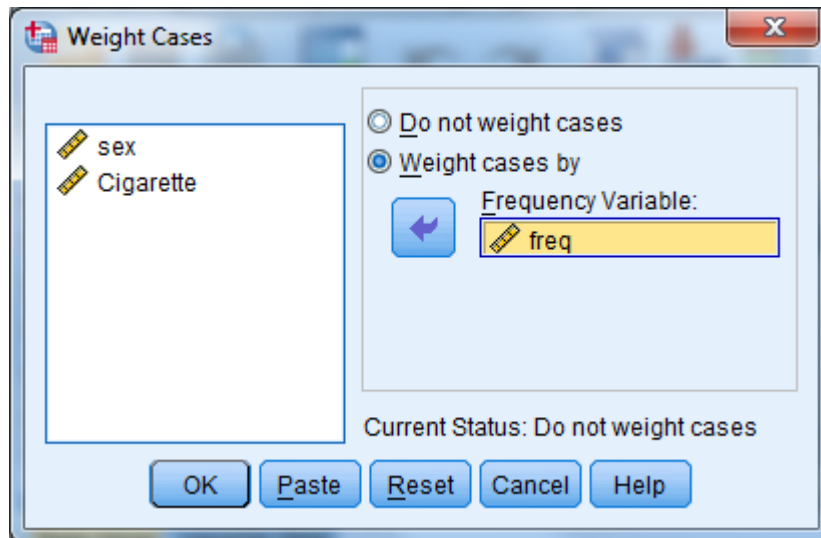 Weight Cases
sex
Cigarette
Do not weight cases
Weight cases by
Frequency Variable:
freq
Current Status: Do not weight cases
OK Paste Reset Cancel Help